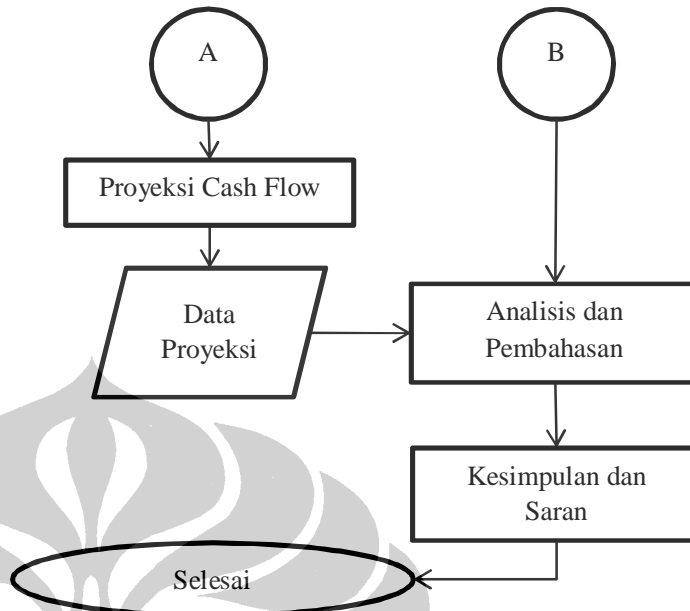 A
B
Proyeksi Cash Flow
Data
Proyeksi
Analisis dan
Pembahasan
Kesimpulan dan
Saran
Selesai